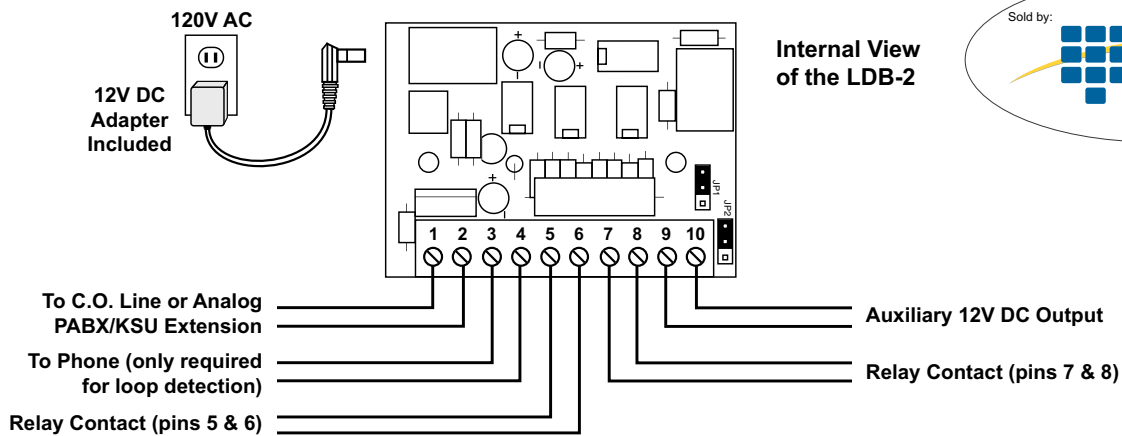 120V AC
12V DC
Adapter
Included
Internal View
of the LDB-2
Sold by:
+
-
-
+
+
-
JP1
JP2
1 2 3 4 5 6 7 8 9 10
To C.O. Line or Analog
PABX/KSU Extension
To Phone (only required
for loop detection)
Relay Contact (pins 5 & 6)
Auxiliary 12V DC Output
Relay Contact (pins 7 & 8)